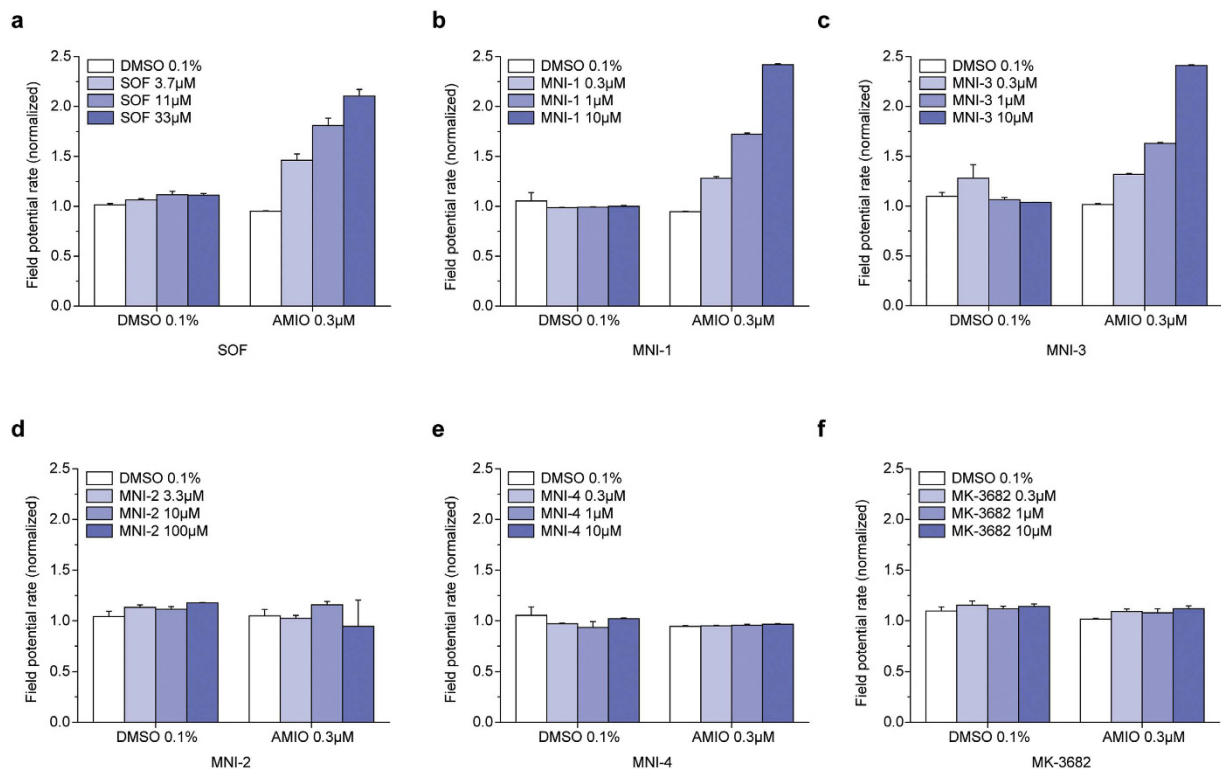 a
Field potential rate (normalized)
2.5
2.0
1.5
1.0
0.5
0.0
DMSO 0.1%
SOF 3.7µM
SOF 11µM
SOF 33µM
DMSO 0.1%
AMIO 0.3µM
SOF
b
Field potential rate (normalized)
2.5
2.0
1.5
1.0
0.5
0.0
DMSO 0.1%
MNI-1 0.3µM
MNI-1 1µM
MNI-1 10µM
DMSO 0.1%
AMIO 0.3µM
MNI-1
c
Field potential rate (normalized)
2.5
2.0
1.5
1.0
0.5
0.0
DMSO 0.1%
MNI-3 0.3µM
MNI-3 1µM
MNI-3 10µM
DMSO 0.1%
AMIO 0.3µM
MNI-3
d
Field potential rate (normalized)
2.5
2.0
1.5
1.0
0.5
0.0
DMSO 0.1%
MNI-2 3.3µM
MNI-2 10µM
MNI-2 100µM
DMSO 0.1%
AMIO 0.3µM
MNI-2
e
Field potential rate (normalized)
2.5
2.0
1.5
1.0
0.5
0.0
DMSO 0.1%
MNI-4 0.3µM
MNI-4 1µM
MNI-4 10µM
DMSO 0.1%
AMIO 0.3µM
MNI-4
f
Field potential rate (normalized)
2.5
2.0
1.5
1.0
0.5
0.0
DMSO 0.1%
MK-3682 0.3µM
MK-3682 1µM
MK-3682 10µM
DMSO 0.1%
AMIO 0.3µM
MK-3682